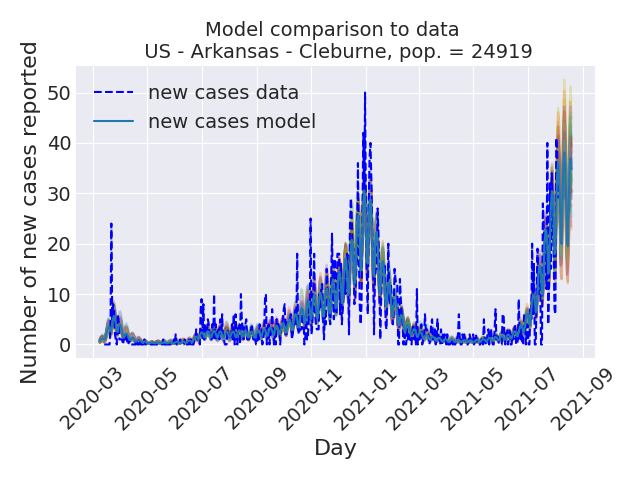 Model comparison to data
US - Arkansas - Cleburne, pop. = 24919
Number of new cases reported
50
40
30
20
10
0
new cases data
new cases model
2020-03
2020-05
2020-07
2020-09
2020-11
2021-01
2021-03
2021-05
2021-07
2021-09
Day